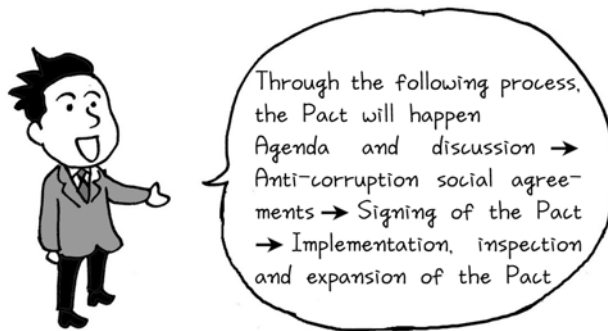 Through the following process,
the Pact will happen
Agenda and discussion →
Anti-corruption social agree-
ments → Signing of the Pact
→ Implementation, inspection
and expansion of the Pact